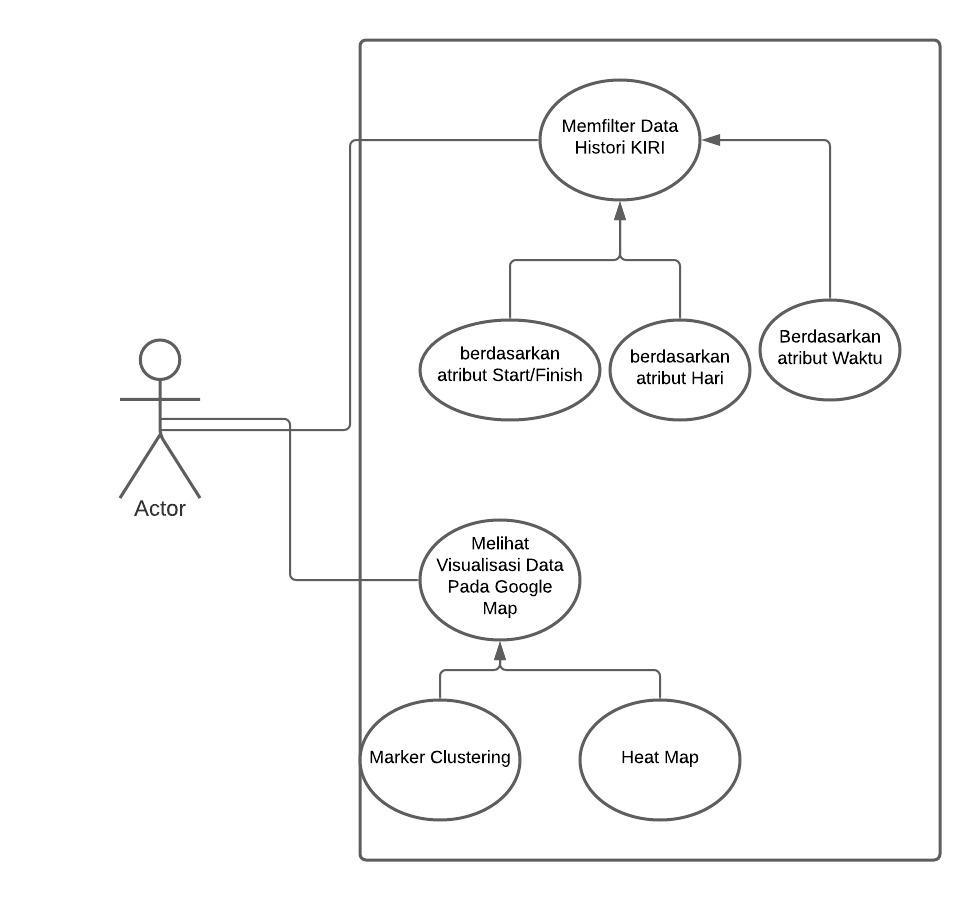 Memfilter Data
Histori KIRI
berdasarkan
atribut Start/Finish
berdasarkan
atribut Hari
Berdasarkan
atribut Waktu
Actor
Melihat
Visualisasi Data
Pada Google
Map
Marker Clustering
Heat Map